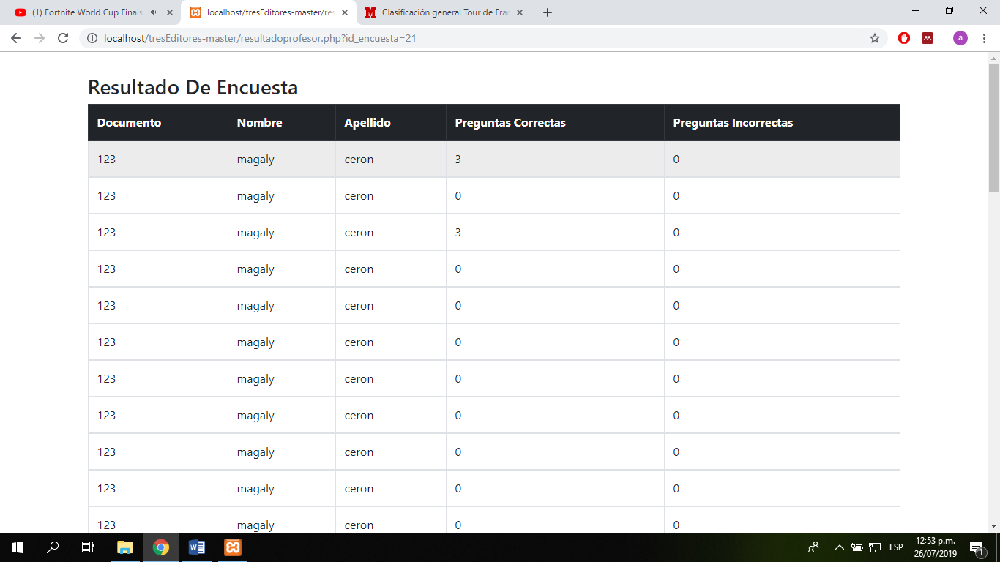 (1) Fortnite World Cup Finals
localhost/tresEditores-master/res
Clasificación general Tour de Fran
localhost/tresEditores-master/resultadoprofesor.php?id_encuesta=21
a
Resultado De Encuesta
Documento Nombre Apellido Preguntas Correctas Preguntas Incorrectas
123 magaly ceron 3 0
123 magaly ceron 0 0
123 magaly ceron 3 0
123 magaly ceron 0 0
123 magaly ceron 0 0
123 magaly ceron 0 0
123 magaly ceron 0 0
123 magaly ceron 0 0
123 magaly ceron 0 0
123 magaly ceron 0 0
123 magaly ceron 0 0
ESP
12:53 p.m.
26/07/2019
1